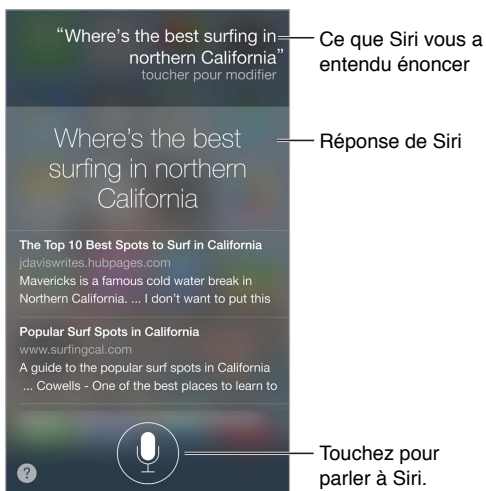 “Where’s the best surfing in
northern California”
toucher pour modifier
Ce que Siri vous a
entendu énoncer
Where’s the best
surfing in northern
California
Réponse de Siri
The Top 10 Best Spots to Surf in California
jdaviswrites.hubpages.com
Mavericks is a famous cold water break in
Northern California. ... I don’t want to put this
Popular Surf Spots in California
www.surfingcal.com
A guide to the popular surf spots in California
... Cowells - One of the best places to learn to
?
Touchez pour
parler à Siri.